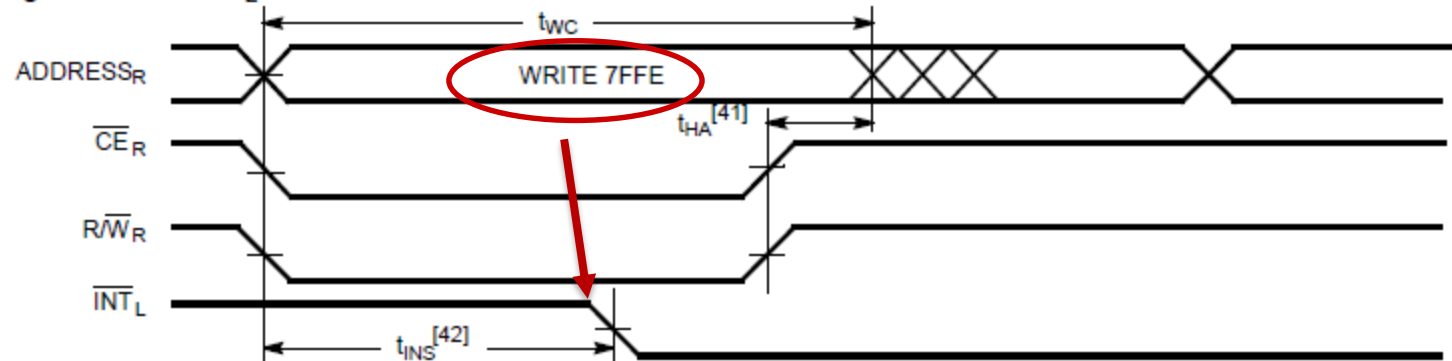 tWC
ADDRESSR WRITE 7FFE
tHA[41]
CER
R/WR
INTL
tINS[42]